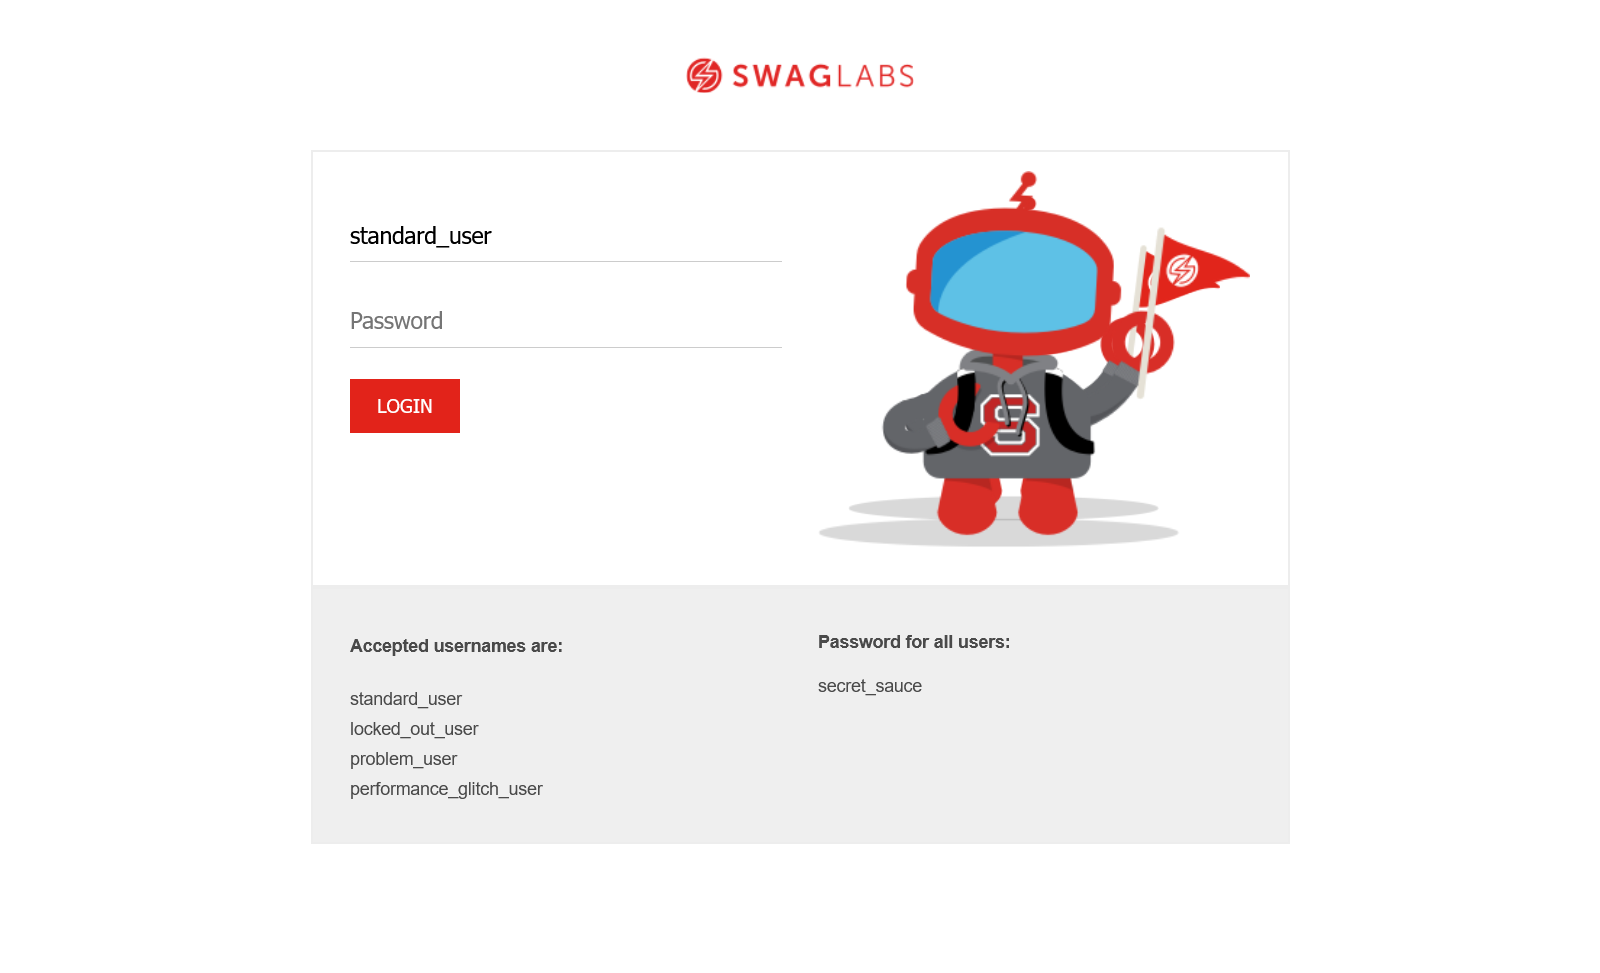 SWAGLABS
standard_user
Password
LOGIN
Accepted usernames are:
standard_user
locked_out_user
problem_user
performance_glitch_user
Password for all users:
secret_sauce